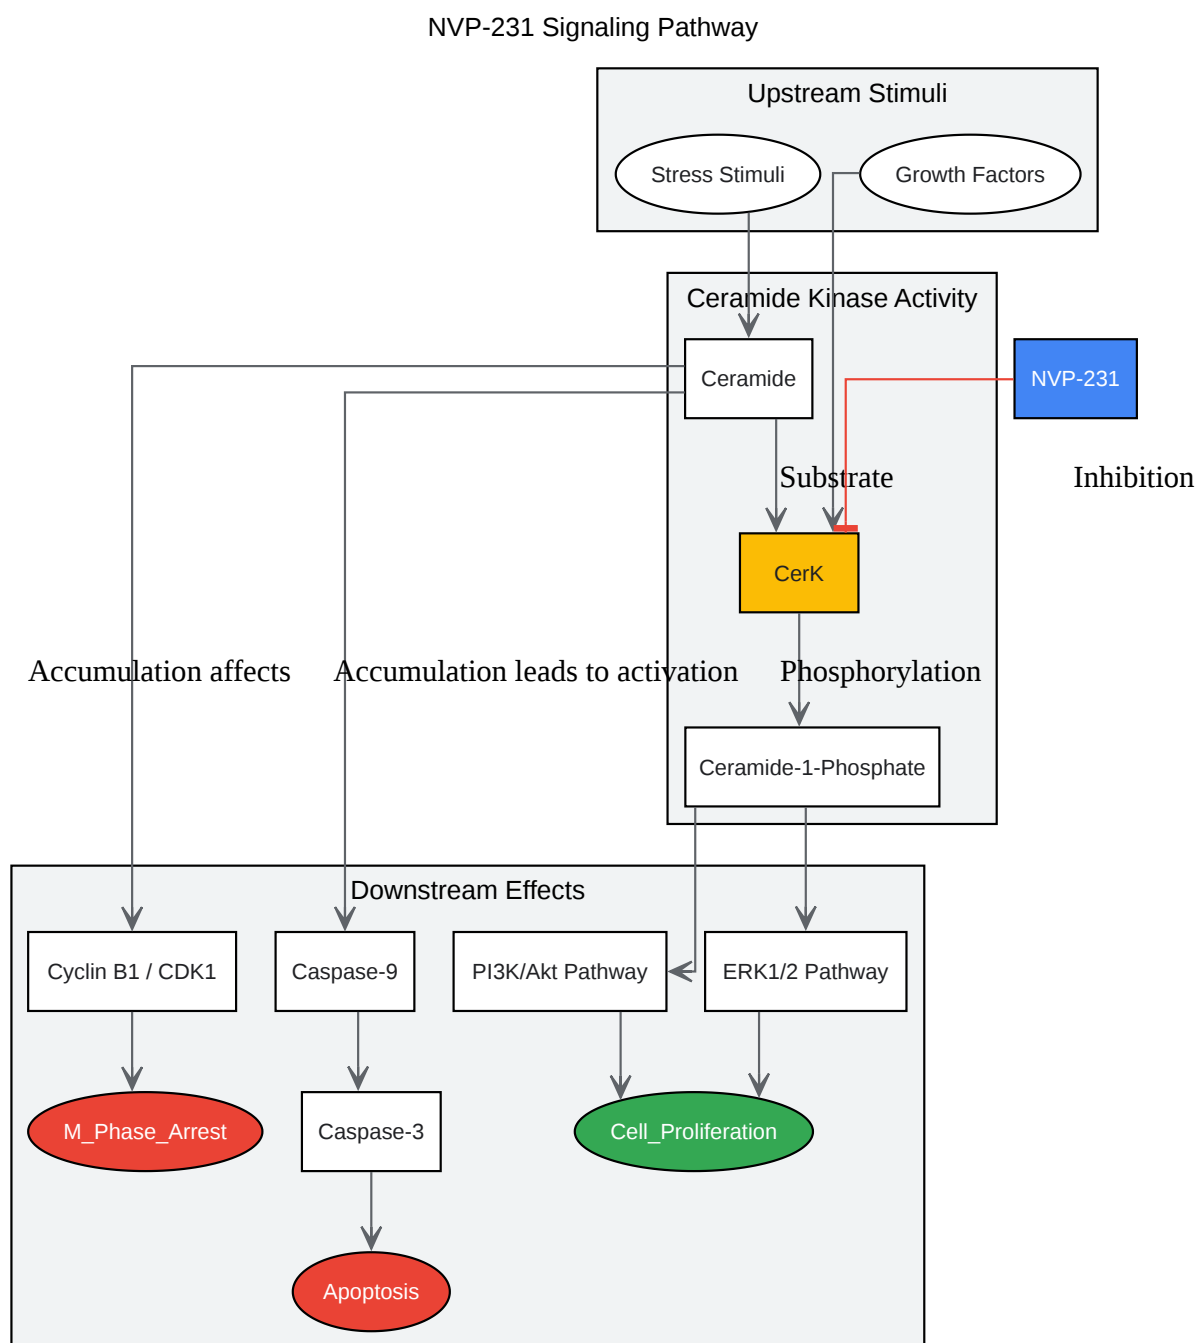 NVP-231 Signaling Pathway
Upstream Stimuli
Stress Stimuli
Growth Factors
Ceramide Kinase Activity
Ceramide
NVP-231
Substrate
Inhibition
CerK
Accumulation affects
Accumulation leads to activation
Phosphorylation
Ceramide-1-Phosphate
Downstream Effects
Cyclin B1 / CDK1
Caspase-9
PI3K/Akt Pathway
ERK1/2 Pathway
M_Phase_Arrest
Caspase-3
Cell_Proliferation
Apoptosis